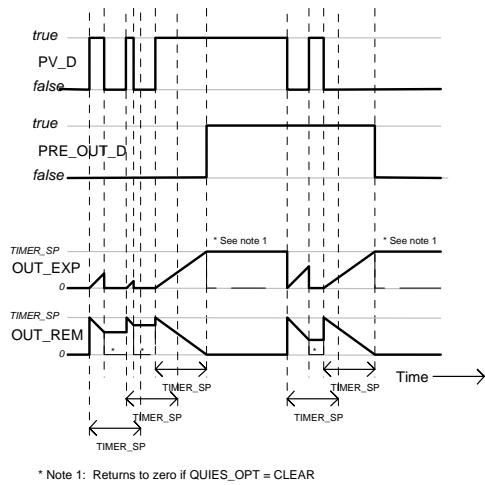 true
PV_D
false
true
PRE_OUT_D
false
* See note 1
* See note 1
TIMER_SP
OUT_EXP
0
TIMER_SP
OUT_REM
*
*
*
0
Time
TIMER_SP
TIMER_SP
TIMER_SP
TIMER_SP
TIMER_SP
* Note 1: Returns to zero if QUIES_OPT = CLEAR